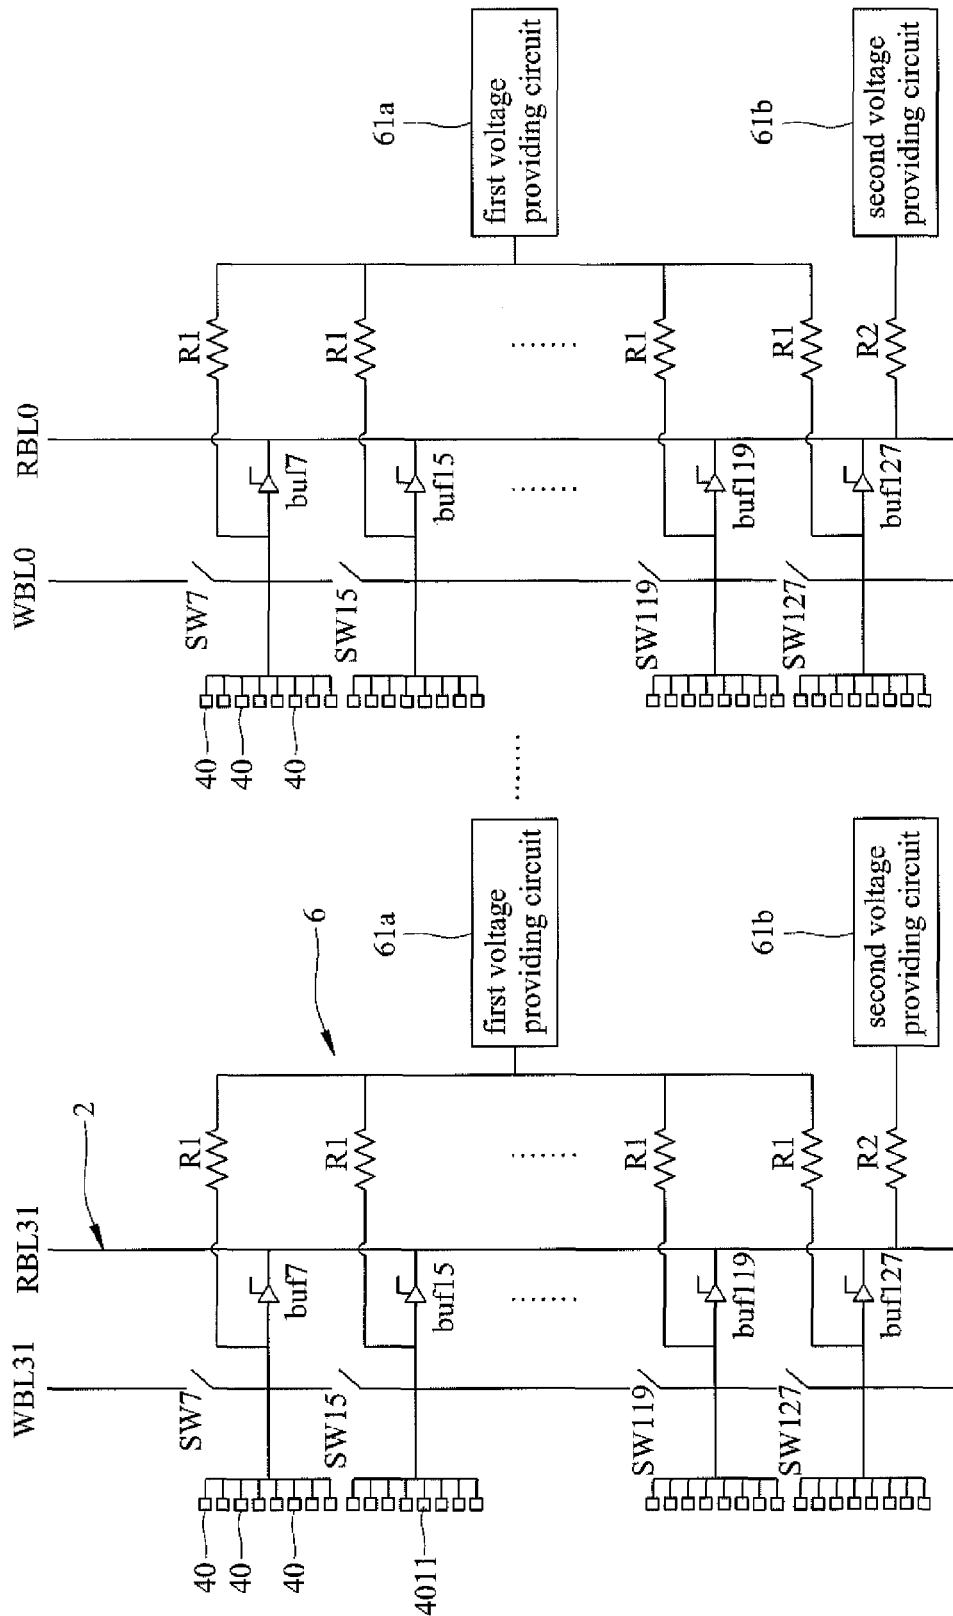 WBL31
RBL31
2
SW7
buf7
R1
SW15
buf15
R1
.......
.......
SW119
buf119
R1
SW127
buf127
R1
R2
40
40
40
4011
6
61a
first voltage
providing circuit
61b
second voltage
providing circuit
.......
WBL0
RBL0
SW7
buf7
R1
SW15
buf15
R1
.......
.......
SW119
buf119
R1
SW127
buf127
R1
R2
40
40
40
61a
first voltage
providing circuit
61b
second voltage
providing circuit